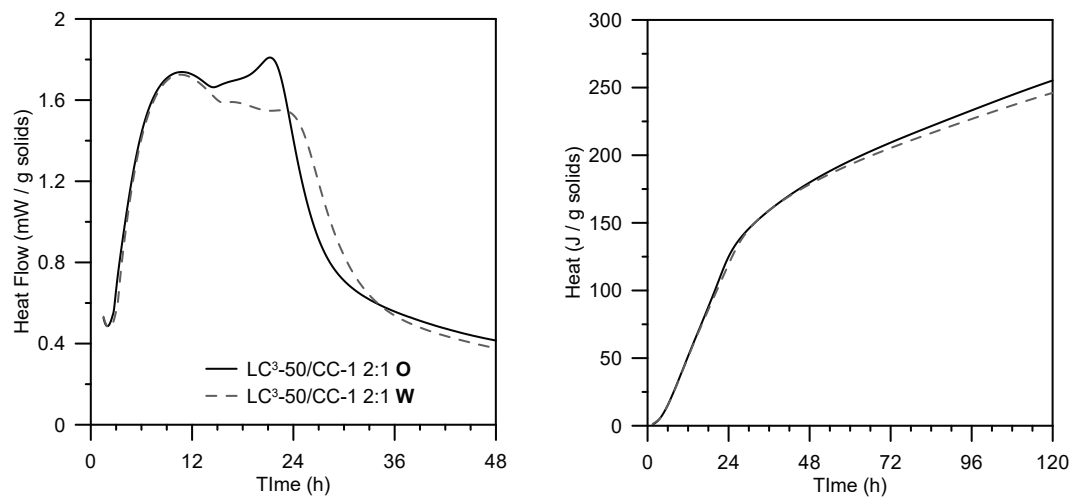 2
1.6
1.2
0.8
0.4
0
Heat Flow (mW / g solids)
LC³-50/CC-1 2:1 O
LC³-50/CC-1 2:1 W
0 12 24 36 48
TIme (h)
300
250
200
150
100
50
0
Heat (J / g solids)
0 24 48 72 96 120
TIme (h)